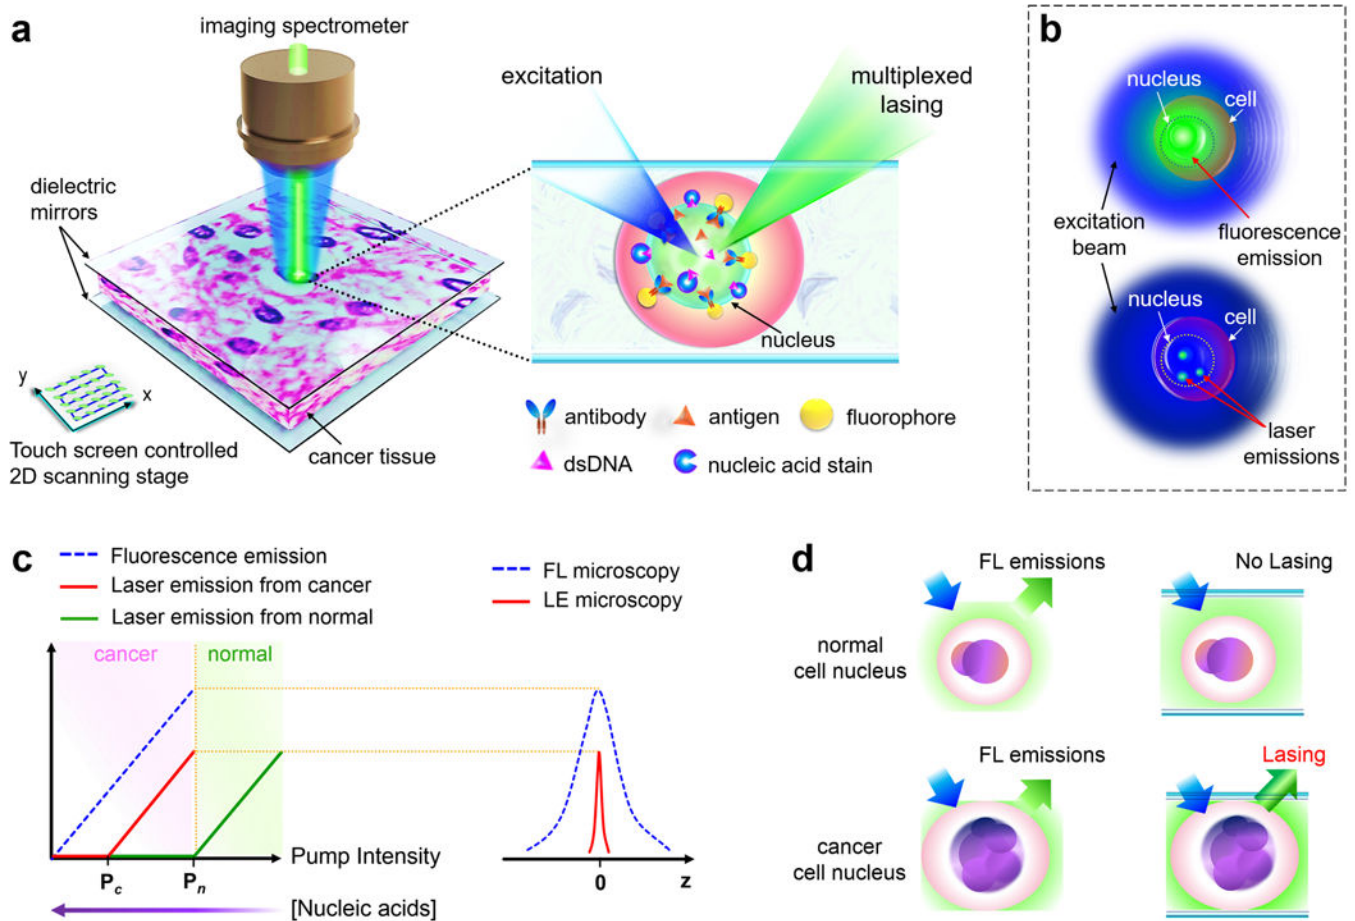 a
imaging spectrometer
dielectric
mirrors
y
x
Touch screen controlled
2D scanning stage
cancer tissue
excitation
multiplexed
lasing
nucleus
antibody
antigen
fluorophore
dsDNA
nucleic acid stain
b
nucleus
cell
excitation
beam
fluorescence
emission
nucleus
cell
laser
emissions
c
Fluorescence emission
Laser emission from cancer
Laser emission from normal
FL microscopy
LE microscopy
cancer
normal
Pump Intensity
Pc
Pn
[Nucleic acids]
0
z
d
FL emissions
No Lasing
normal
cell nucleus
FL emissions
Lasing
cancer
cell nucleus